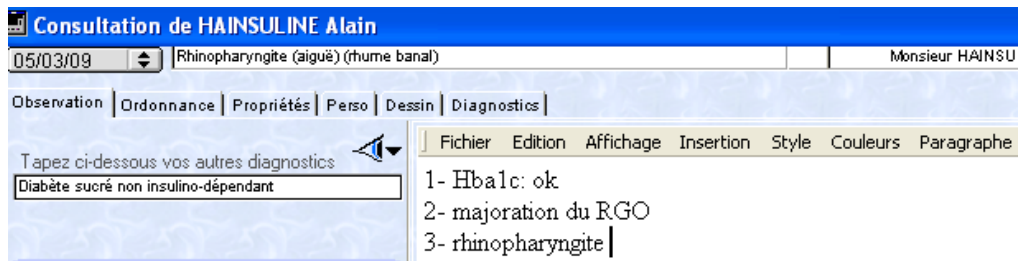 Consultation de HAINSULINE Alain
05/03/09 Rhinopharyngite (aiguë) (rhume banal) Monsieur HAINSU
Observation Ordonnance Propriétés Perso Dessin Diagnostics
Fichier Edition Affichage Insertion Style Couleurs Paragraphe
Tapez ci-dessous vos autres diagnostics
Diabète sucré non insulino-dépendant
1- Hba1c: ok
2- majoration du RGO
3- rhinopharyngite